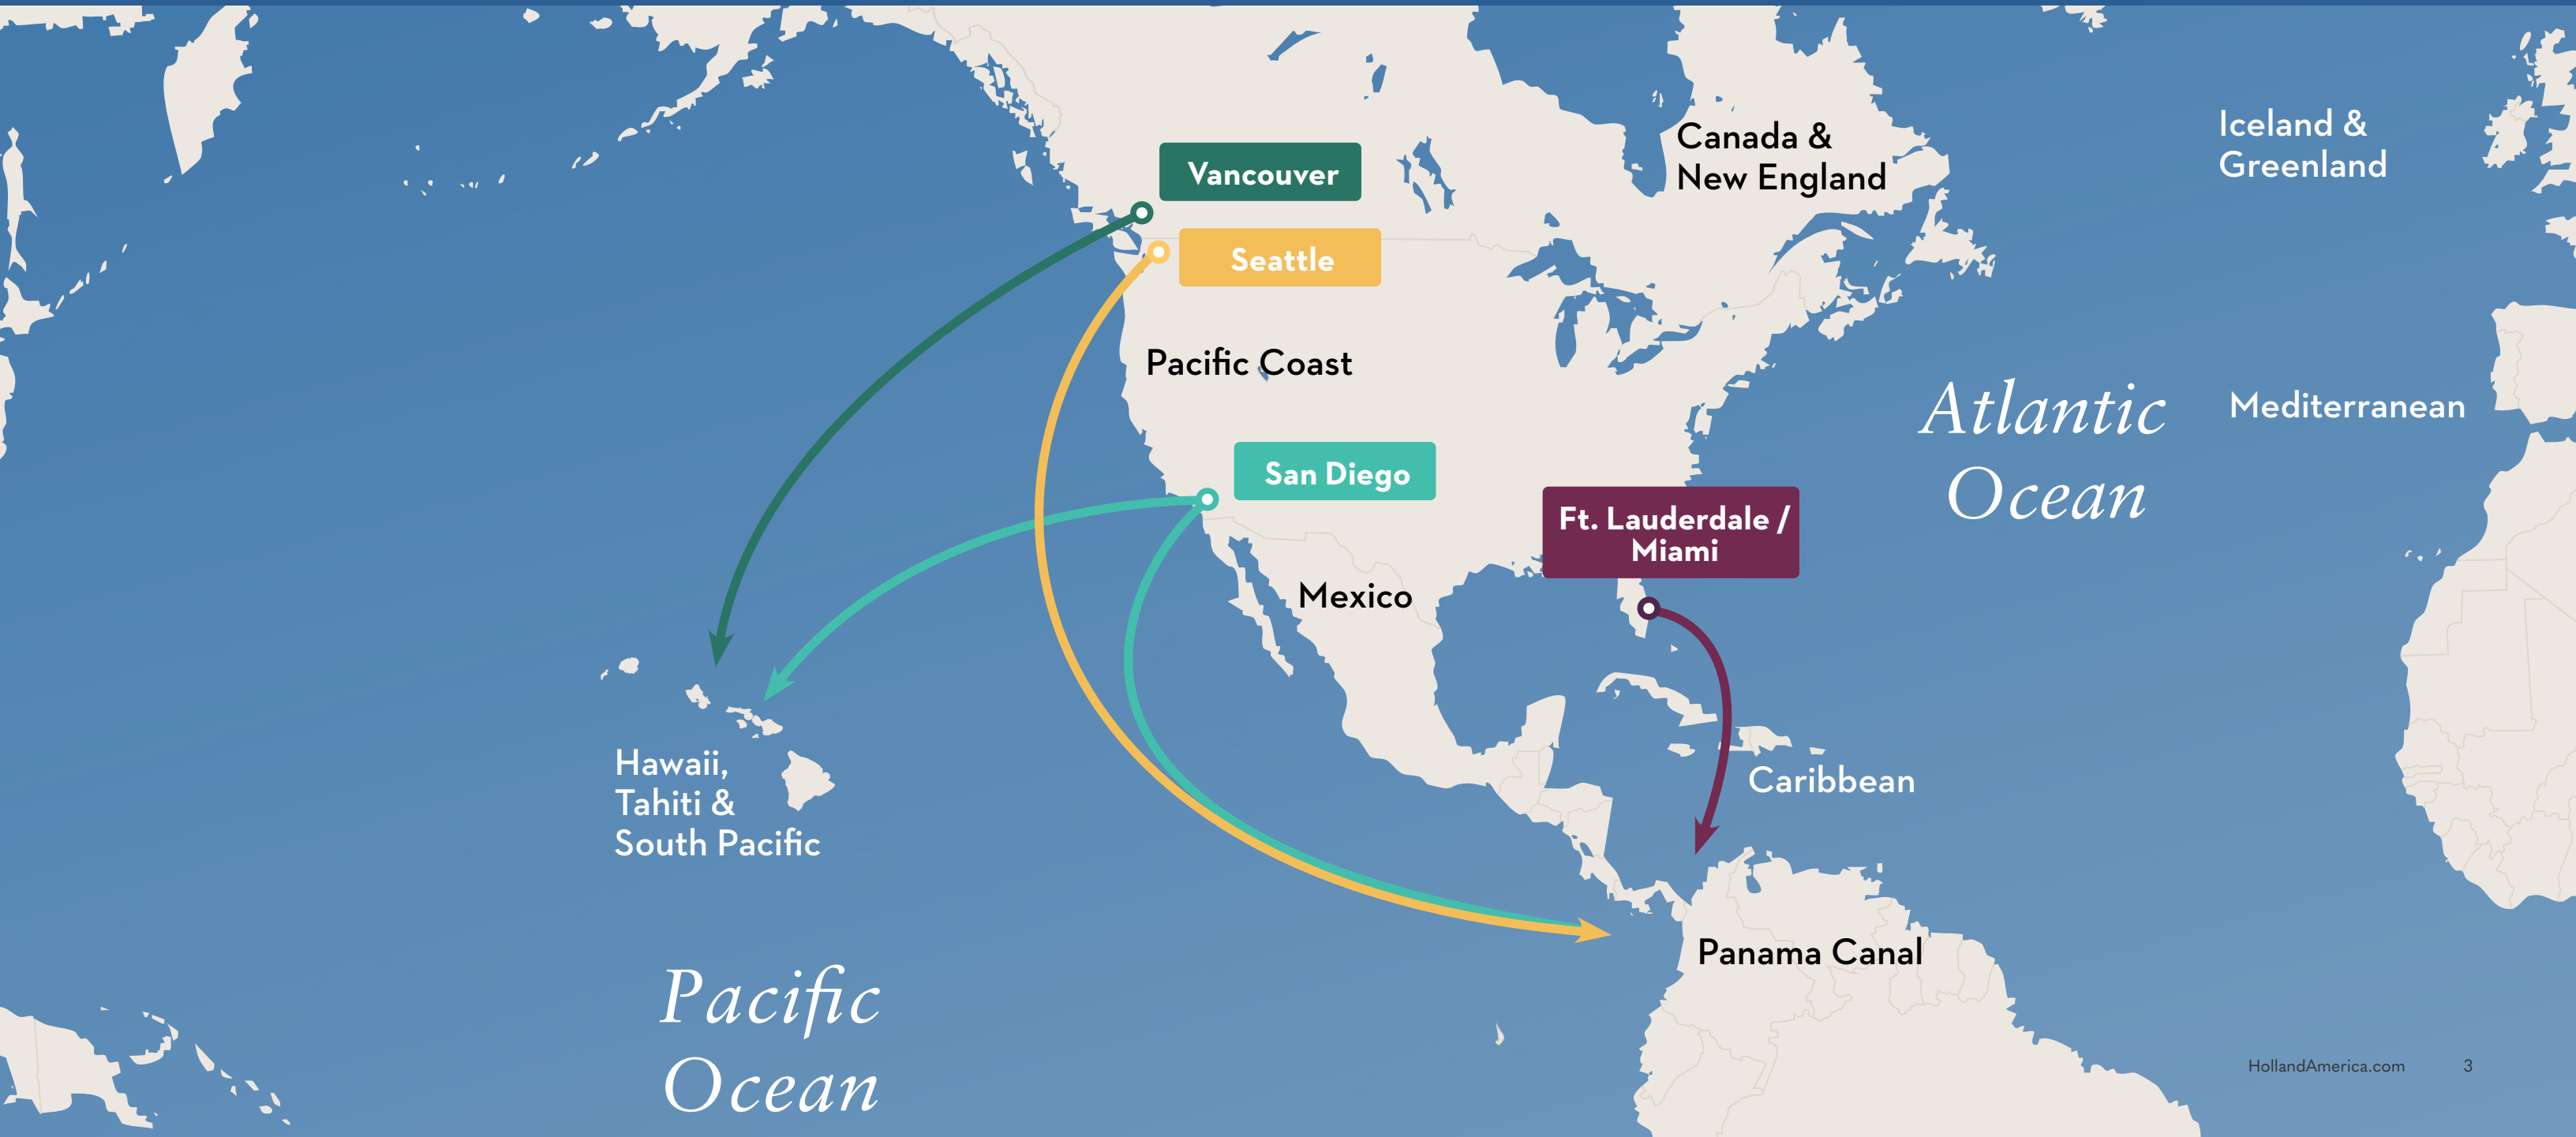 Vancouver
Canada &
New England
Iceland &
Greenland
Seattle
Pacific Coast
Atlantic
Ocean
Mediterranean
San Diego
Ft. Lauderdale /
Miami
Mexico
Hawaii,
Tahiti &
South Pacific
Caribbean
Panama Canal
Pacific
Ocean
HollandAmerica.com 3